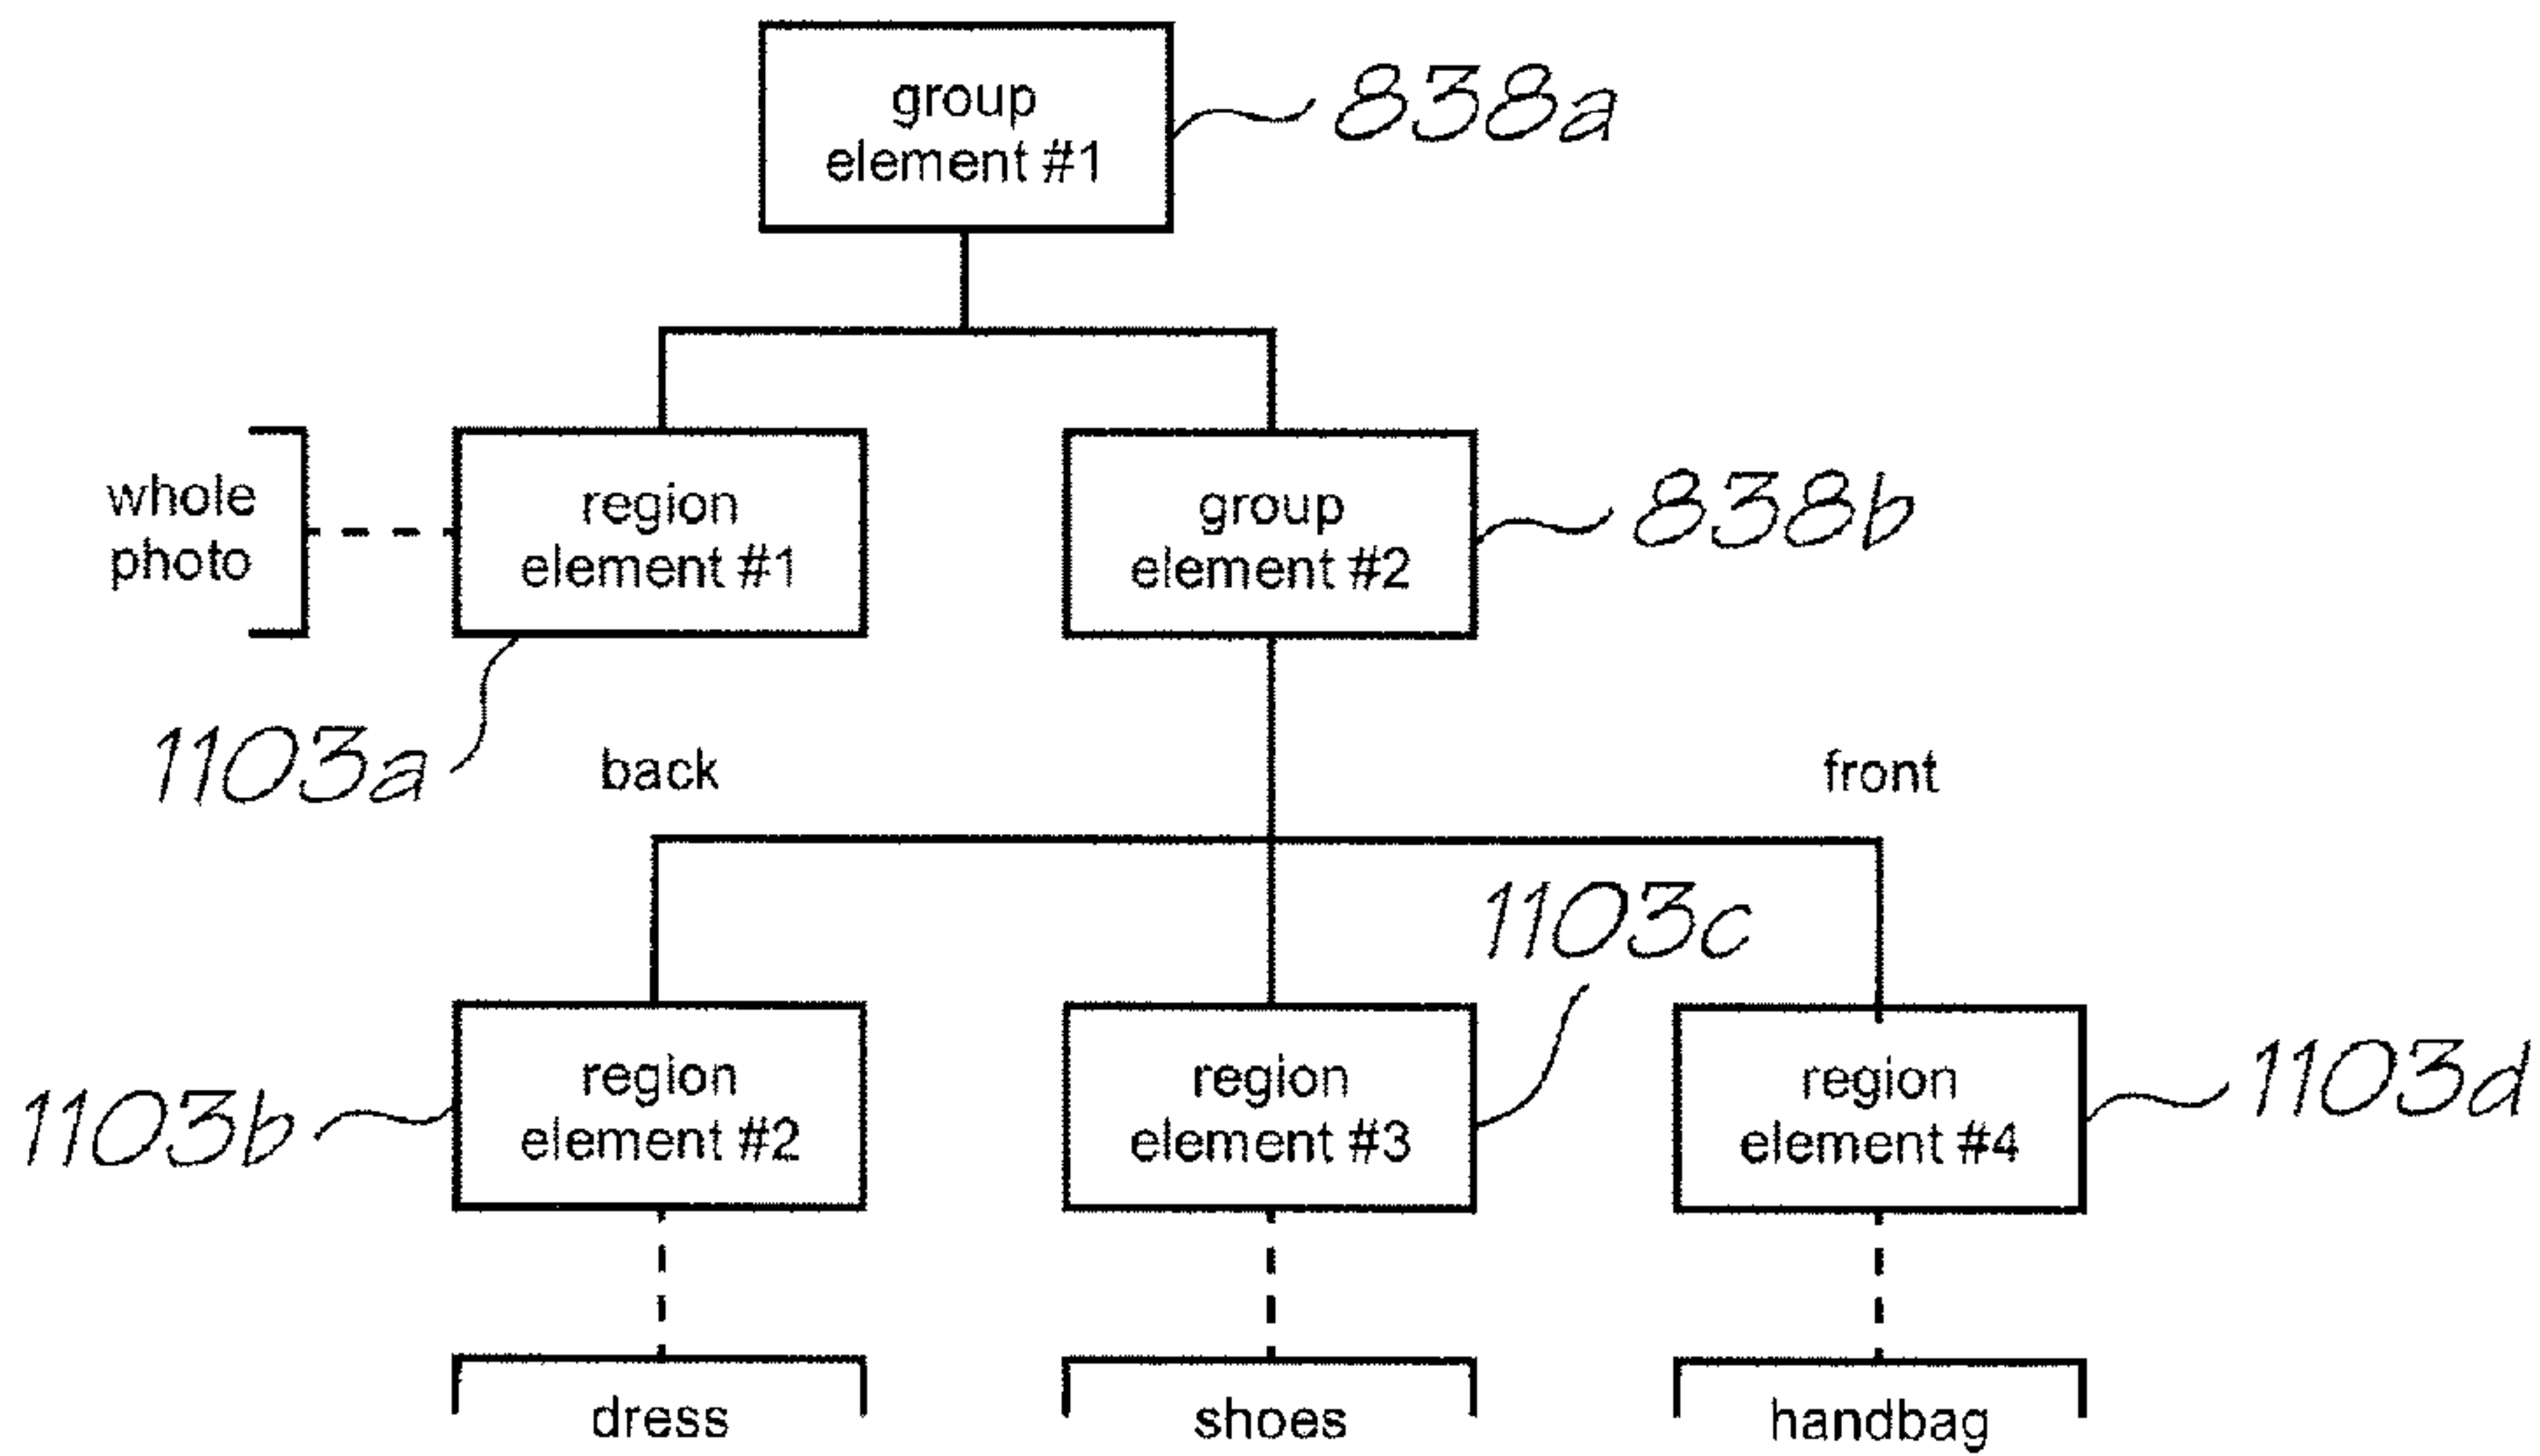 group
element #1
838a
whole
photo
region
element #1
group
element #2
838b
1103a
back
front
1103c
1103b
region
element #2
region
element #3
region
element #4
1103d
dress
shoes
handbag